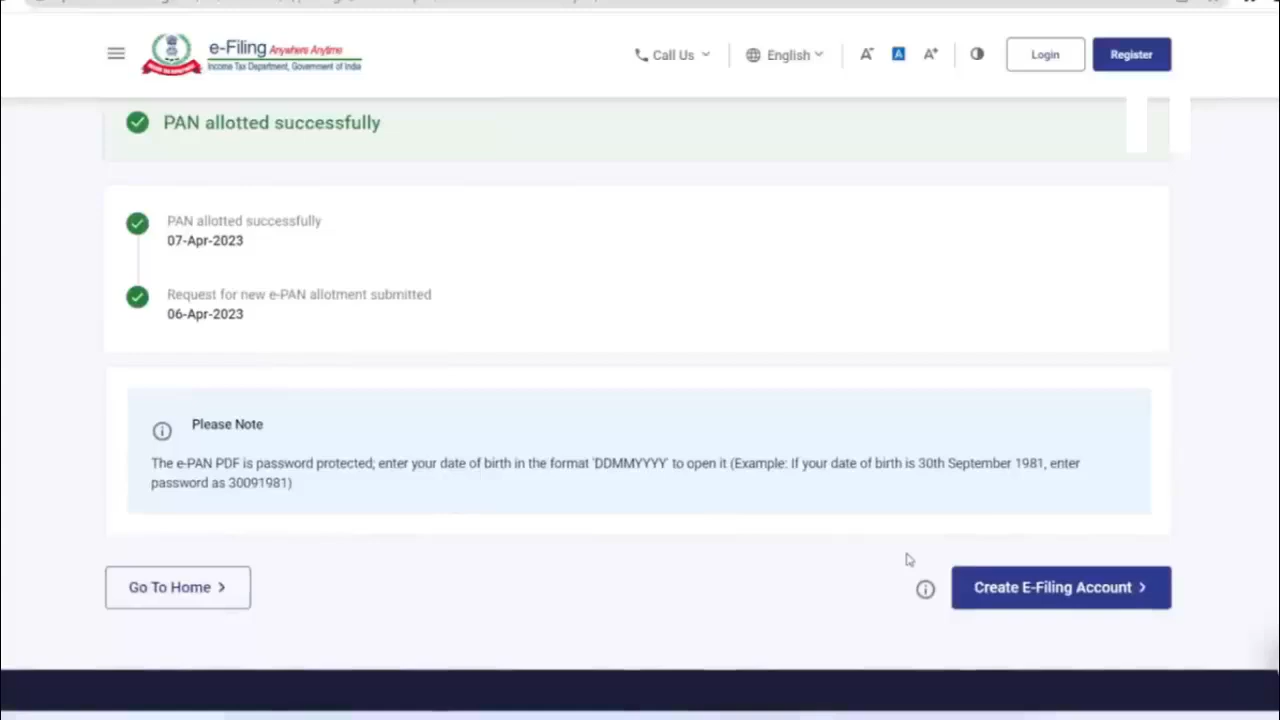 e-Filing Anywhere Anytime
Income Tax Department, Government of India
Call Us
English
A-
A
A+
Login
Register
PAN allotted successfully
PAN allotted successfully
07-Apr-2023
Request for new e-PAN allotment submitted
06-Apr-2023
Please Note
The e-PAN PDF is password protected; enter your date of birth in the format 'DDMMYYYY' to open it (Example: If your date of birth is 30th September 1981, enter
password as 30091981)
Go To Home >
Create E-Filing Account >